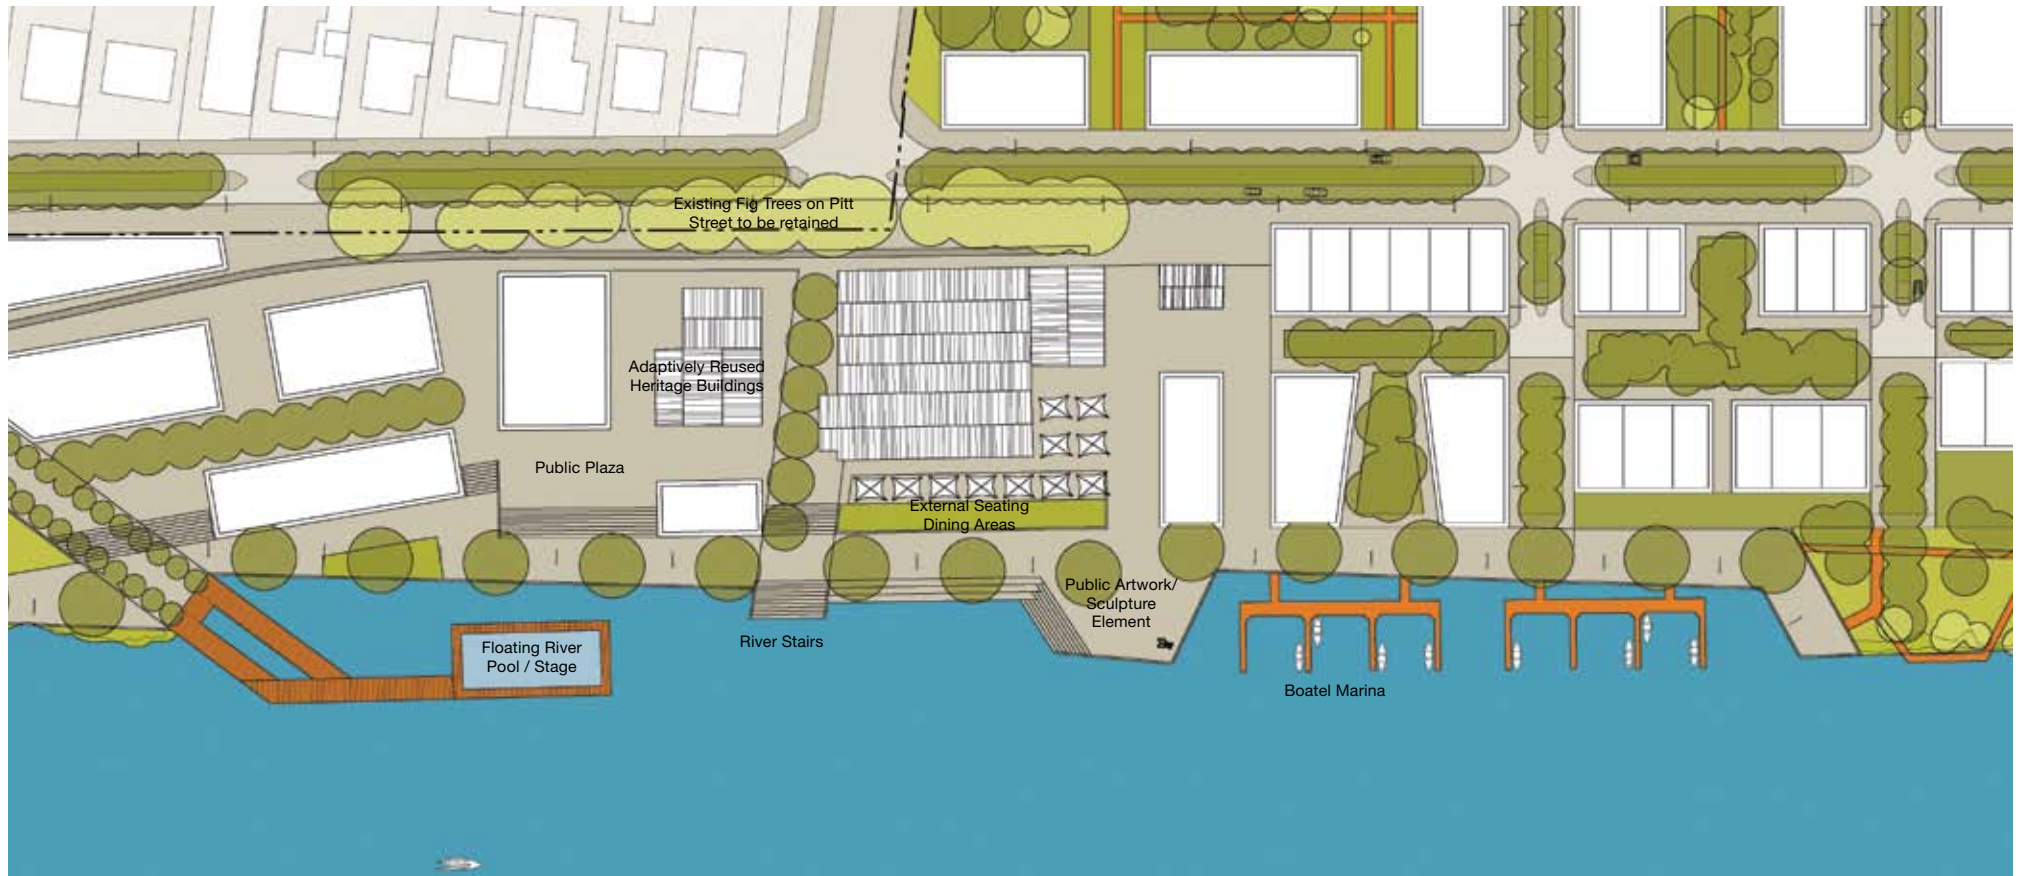 Existing Fig Trees on Pitt
Street to be retained
Adaptively Reused
Heritage Buildings
Public Plaza
External Seating
Dining Areas
Public Artwork/
Sculpture
Element
River Stairs
Floating River
Pool / Stage
Boatel Marina